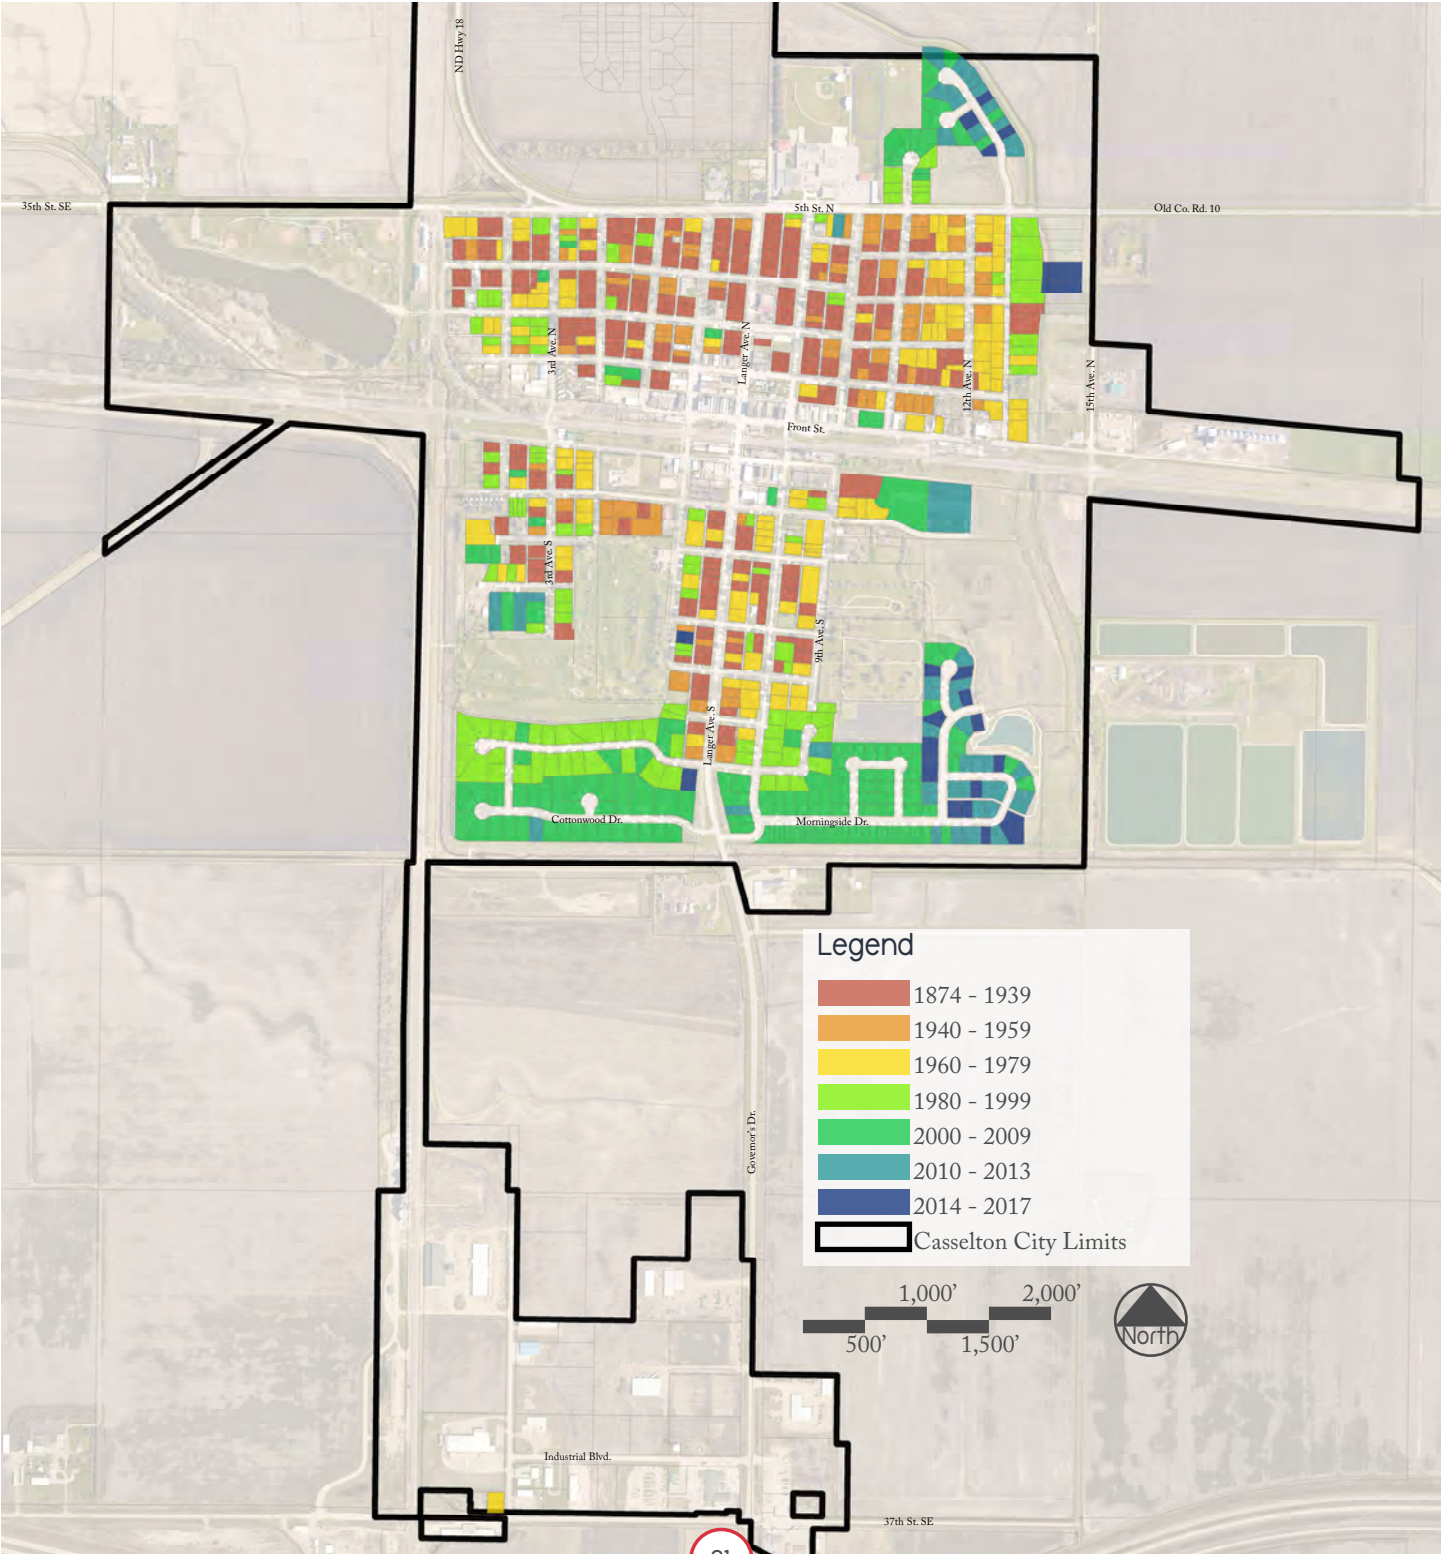 ND Hwy 18
35th St. SE
5th St. N
Old Co. Rd. 10
3rd Ave. N
Langer Ave. N
12th Ave. N
15th Ave. N
Front St.
3rd Ave. S
9th Ave. S
Langer Ave. S
Cottonwood Dr.
Morningside Dr.
Legend
1874 - 1939
1940 - 1959
1960 - 1979
1980 - 1999
2000 - 2009
2010 - 2013
2014 - 2017
Casselton City Limits
Governor's Dr.
1,000’ 2,000’
500’ 1,500’
North
Industrial Blvd.
37th St. SE